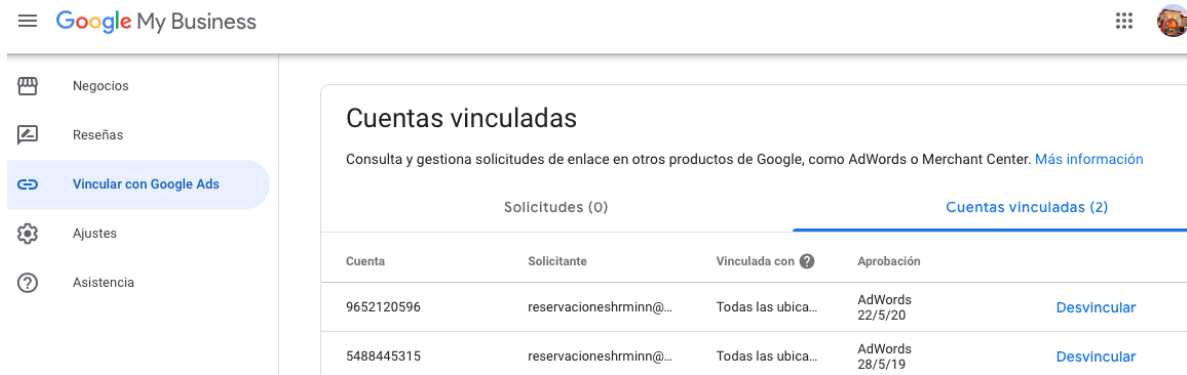 Google My Business
Negocios
Reseñas
Vincular con Google Ads
Ajustes
Asistencia
Cuentas vinculadas
Consulta y gestiona solicitudes de enlace en otros productos de Google, como AdWords o Merchant Center. Más información
Solicitudes (0) Cuentas vinculadas (2)
Cuenta Solicitante Vinculada con ? Aprobación
9652120596 reservacioneshrminn@... Todas las ubica... AdWords 22/5/20 Desvincular
5488445315 reservacioneshrminn@... Todas las ubica... AdWords 28/5/19 Desvincular